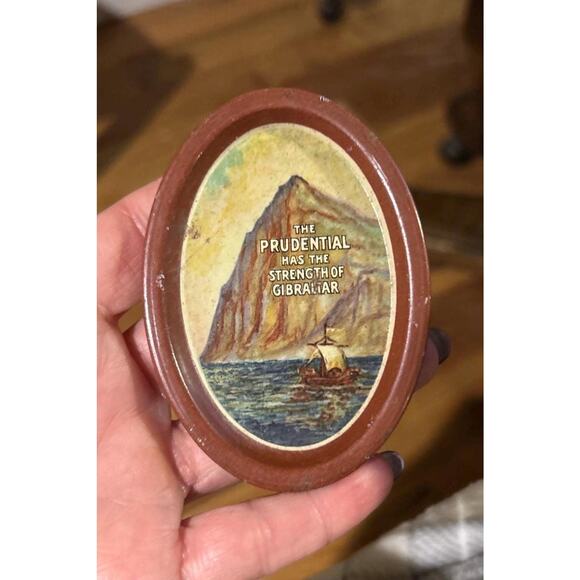 THE
PRUDENTIAL
HAS THE
STRENGTH OF
GIBRALTAR